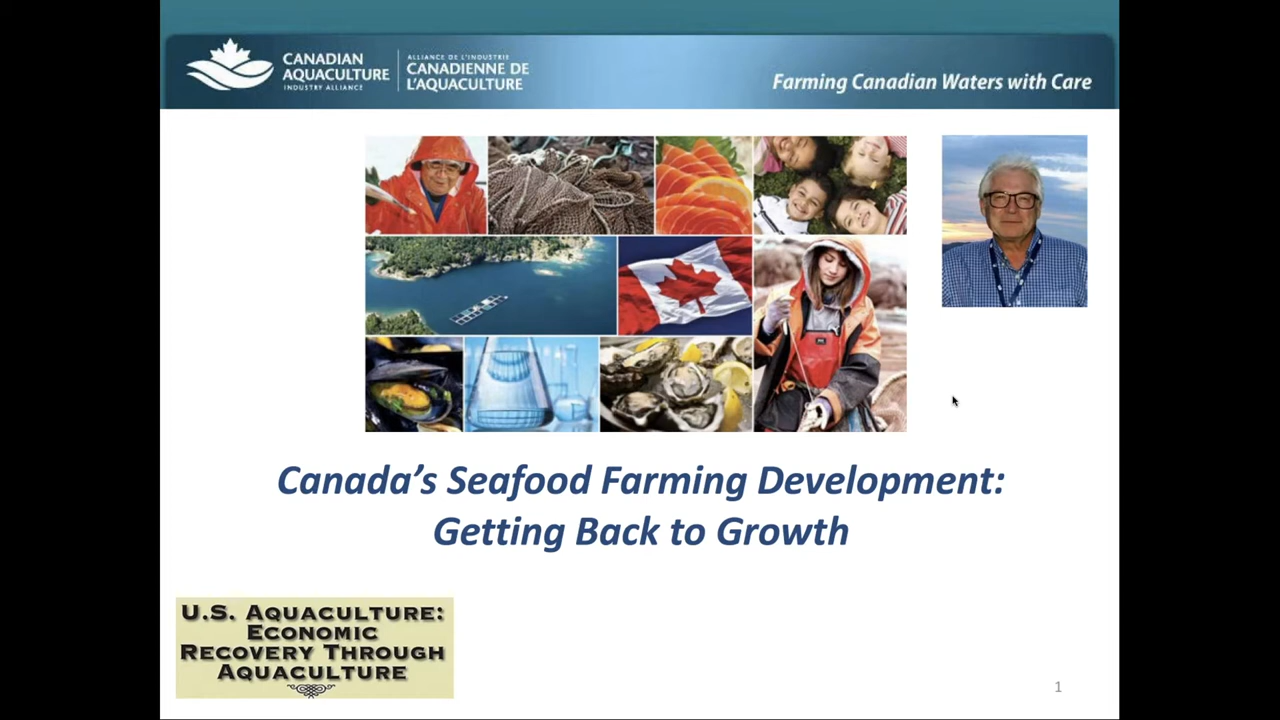 CANADIAN
AQUACULTURE
INDUSTRY ALLIANCE
ALLIANCE DE L'INDUSTRIE
CANADIENNE DE
L'AQUACULTURE
Farming Canadian Waters with Care
Canada's Seafood Farming Development:
Getting Back to Growth
U.S. AQUACULTURE:
ECONOMIC
RECOVERY THROUGH
AQUACULTURE
1